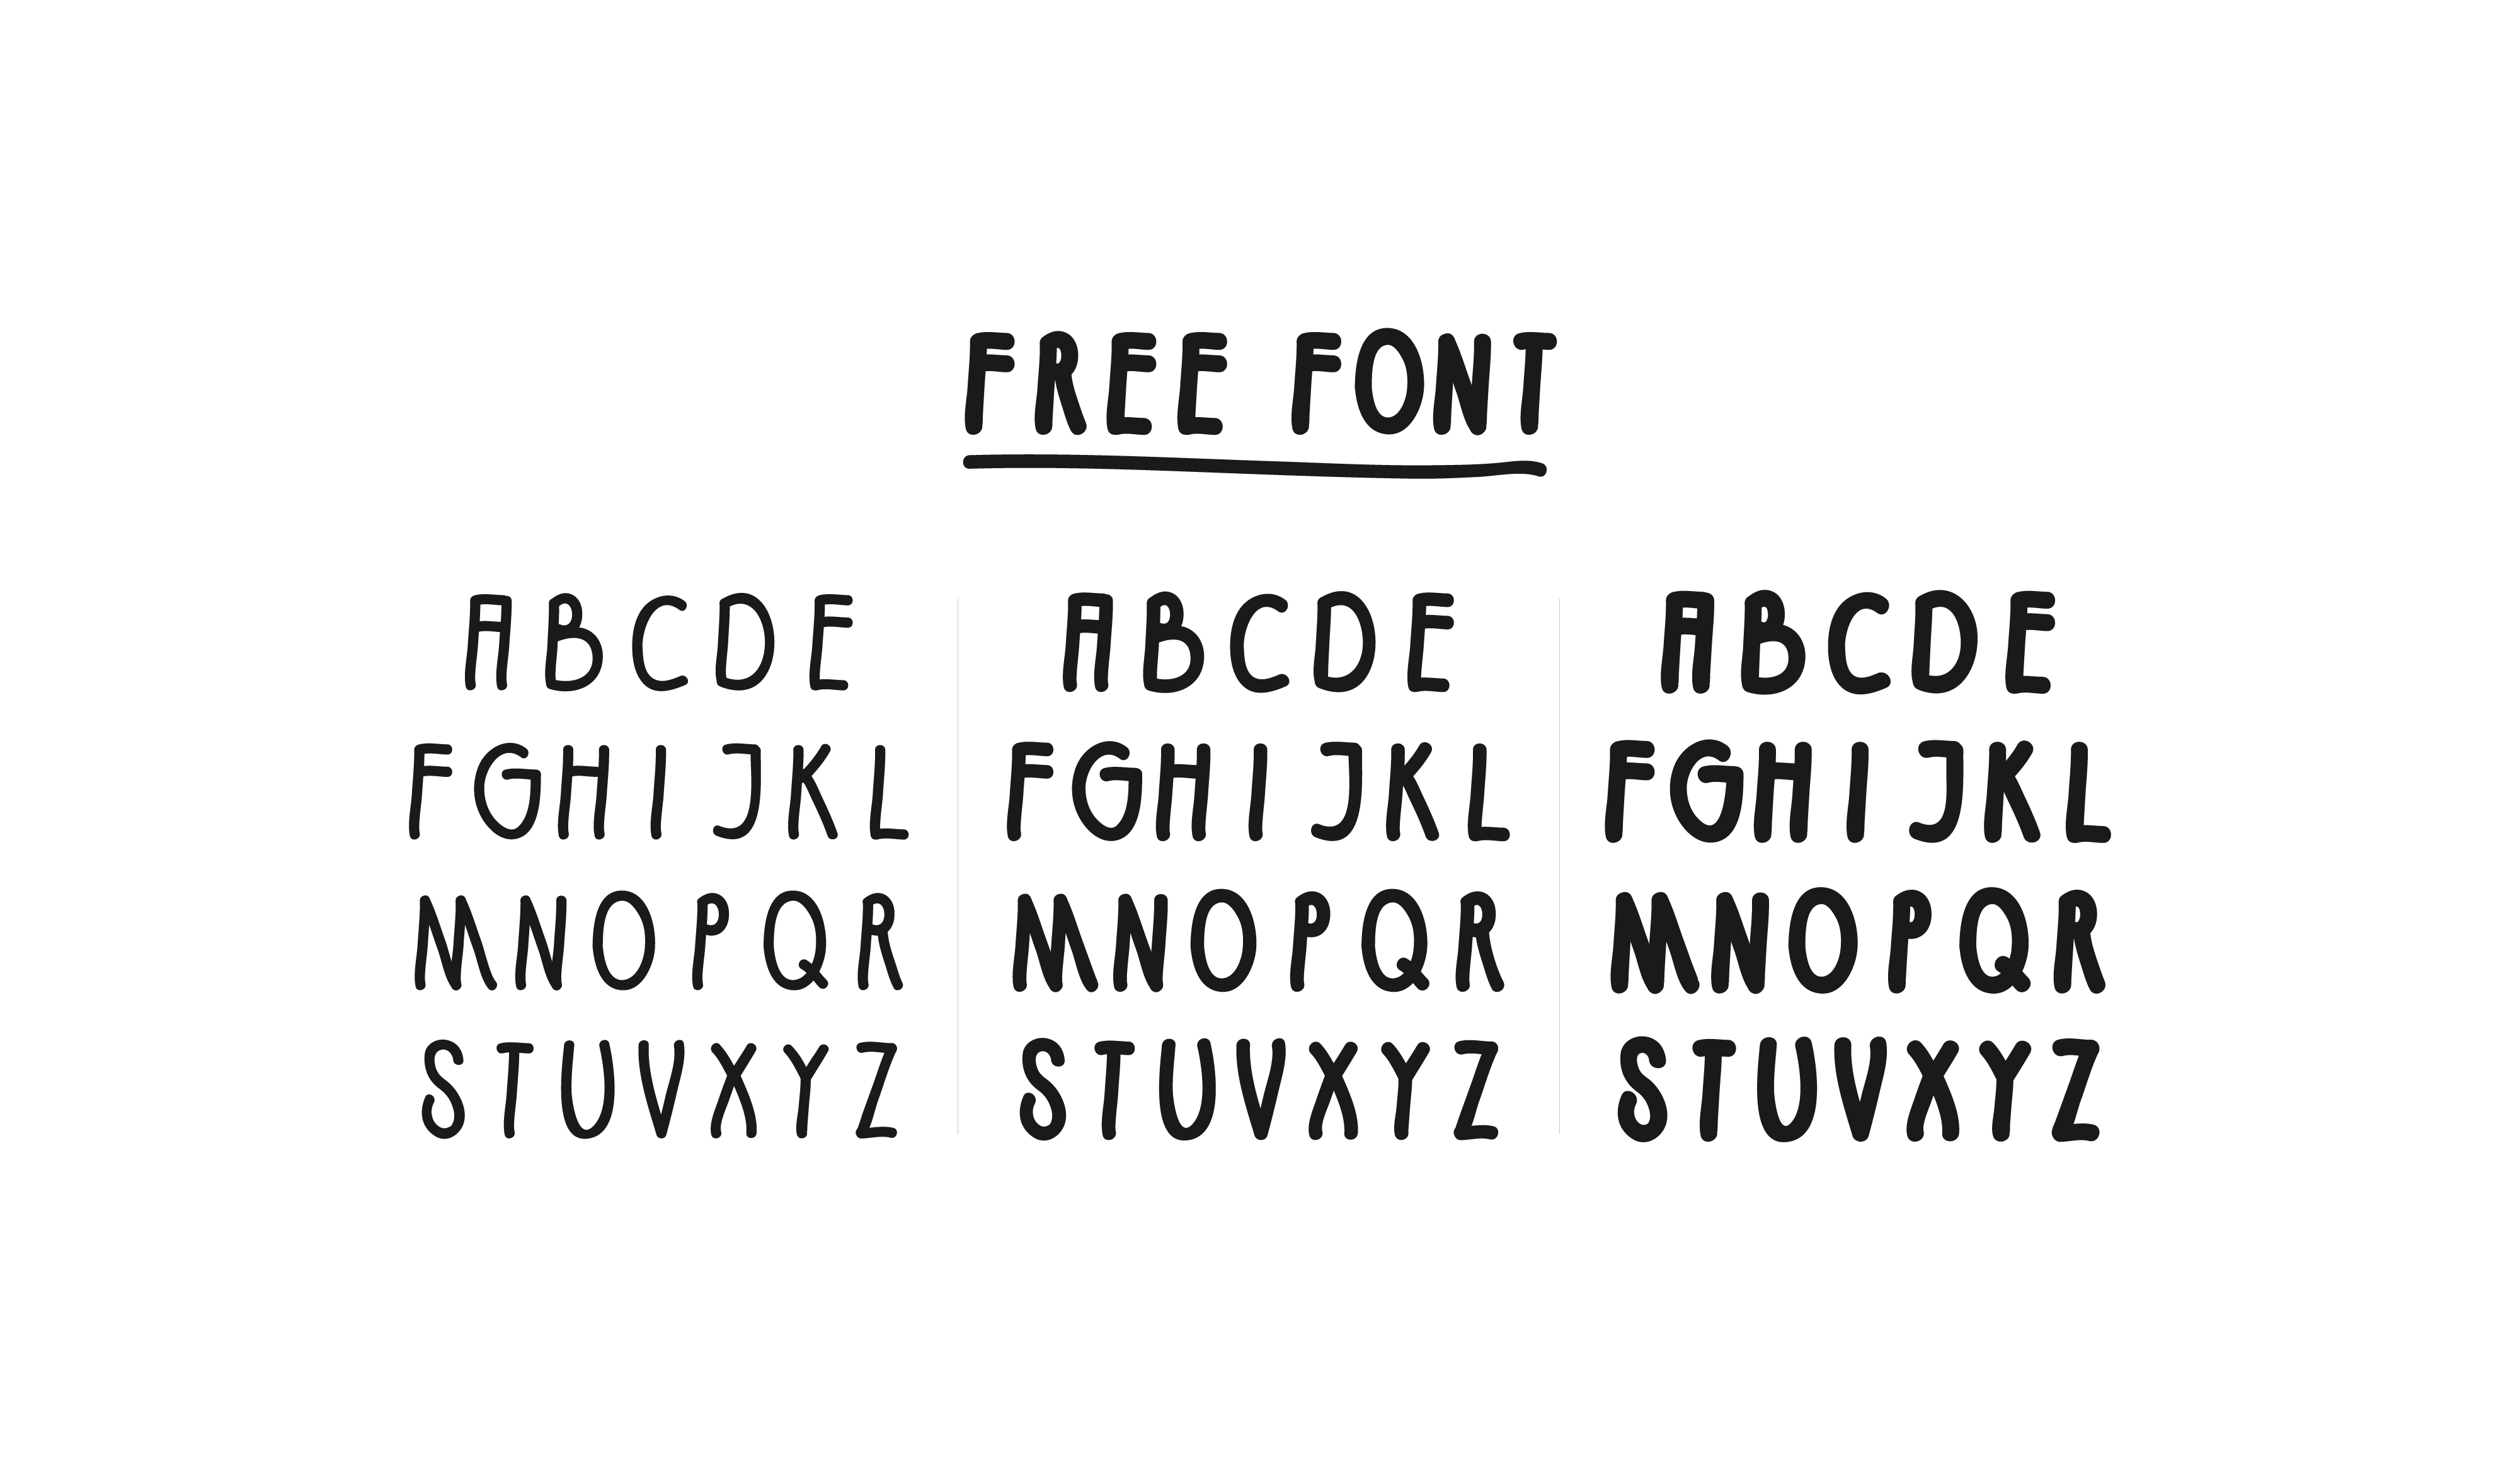 FREE FONT
ABCDE
FGHIJKL
MNOPQR
STUVXYZ
ABCDE
FGHIJKL
MNOPQR
STUVXYZ
ABCDE
FGHIJKL
MNOPQR
STUVXYZ